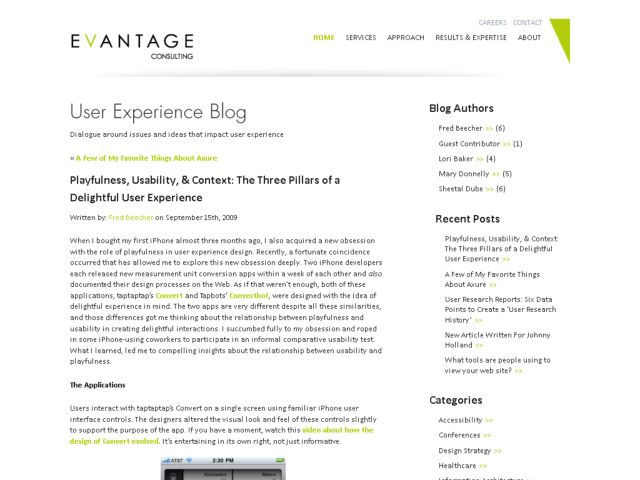 CAREERS CONTACT
EVANTAGE
CONSULTING
HOME SERVICES APPROACH RESULTS & EXPERTISE ABOUT
User Experience Blog
Dialogue around issues and ideas that impact user experience
« A Few of My Favorite Things About Axure
Playfulness, Usability, & Context: The Three Pillars of a
Delightful User Experience
Written by: Fred Beecher on September 15th, 2009
When I bought my first iPhone almost three months ago, I also acquired a new obsession
with the role of playfulness in user experience design. Recently, a fortunate coincidence
occurred that has allowed me to explore this new obsession deeply. Two iPhone developers
each released new measurement unit conversion apps within a week of each other and also
documented their design processes on the Web. As if that weren't enough, both of these
applications, taptaptap's Convert and Tapbots' Convertbot, were designed with the idea of
delightful experience in mind. The two apps are very different despite all these similarities,
and those differences got me thinking about the relationship between playfulness and
usability in creating delightful interactions. I succumbed fully to my obsession and roped
in some iPhone-using coworkers to participate in an informal comparative usability test.
What I learned, led me to compelling insights about the relationship between usability and
playfulness.
The Applications
Users interact with taptaptap's Convert on a single screen using familiar iPhone user
interface controls. The designers altered the visual look and feel of these controls slightly
to support the purpose of the app. If you have a moment, watch this video about how the
design of Convert evolved. It's entertaining in its own right, not just informative.
AT&T 2:30 PM
Kilometers Meters
Blog Authors
Fred Beecher >> (6)
Guest Contributor >> (1)
Lori Baker >> (4)
Mary Donnelly >> (5)
Sheetal Dube >> (6)
Recent Posts
Playfulness, Usability, & Context:
The Three Pillars of a Delightful
User Experience >>
A Few of My Favorite Things
About Axure >>
User Research Reports: Six Data
Points to Create a 'User Research
History' >>
New Article Written For Johnny
Holland >>
What tools are people using to
view your web site? >>
Categories
Accessibility >>
Conferences >>
Design Strategy >>
Healthcare >>